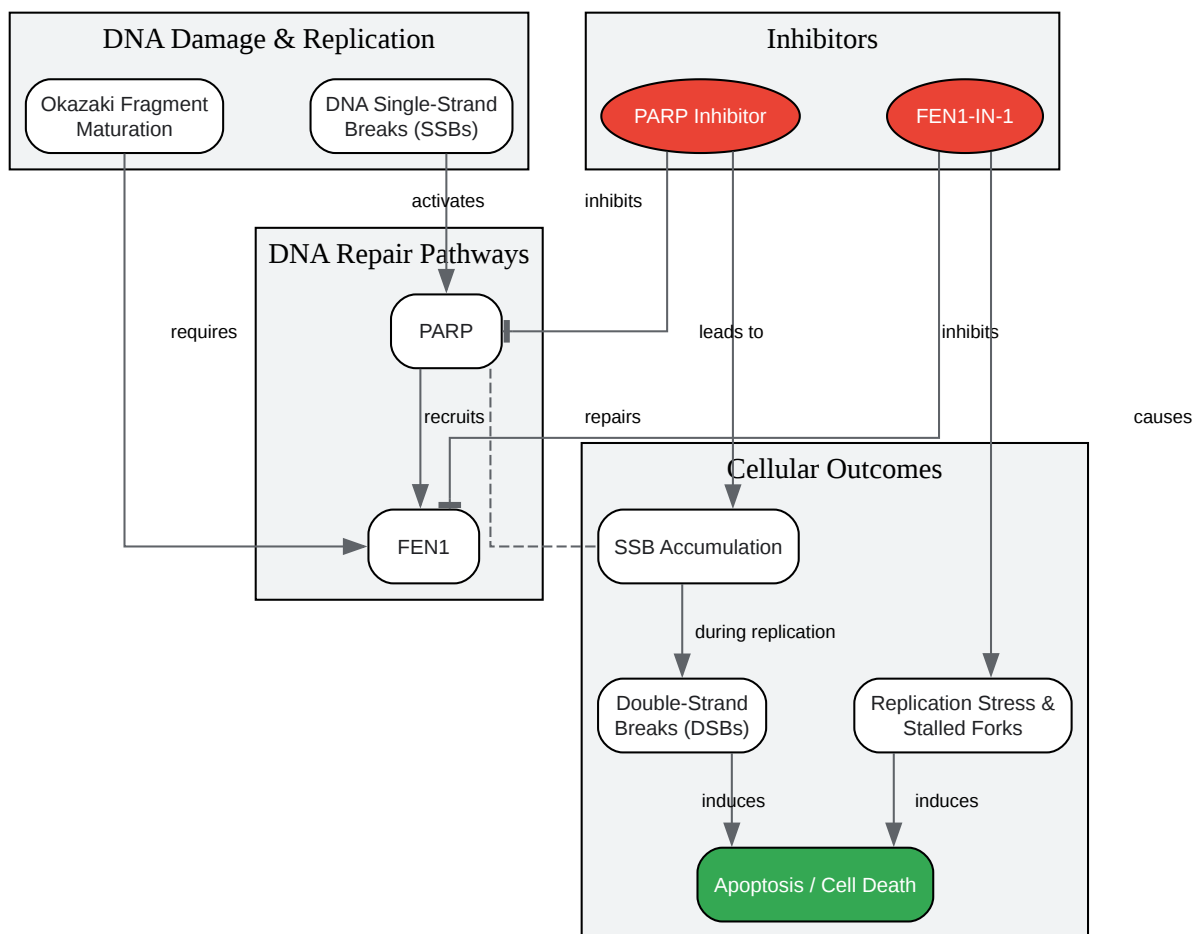 DNA Damage & Replication
Inhibitors
Okazaki Fragment
Maturation
DNA Single-Strand
Breaks (SSBs)
PARP Inhibitor
FEN1-IN-1
activates
inhibits
DNA Repair Pathways
requires
PARP
leads to
inhibits
recruits
repairs
causes
Cellular Outcomes
FEN1
SSB Accumulation
during replication
Double-Strand
Breaks (DSBs)
Replication Stress &
Stalled Forks
induces
induces
Apoptosis / Cell Death